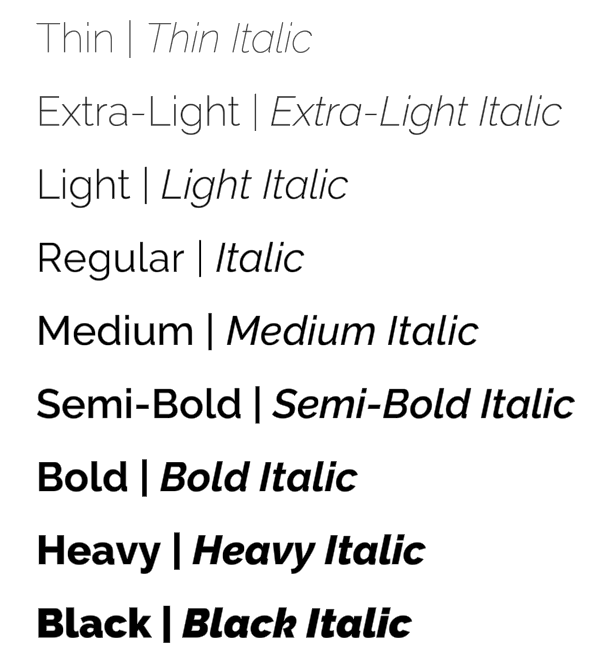 Thin | Thin Italic
Extra-Light | Extra-Light Italic
Light | Light Italic
Regular | Italic
Medium | Medium Italic
Semi-Bold | Semi-Bold Italic
Bold | Bold Italic
Heavy | Heavy Italic
Black | Black Italic